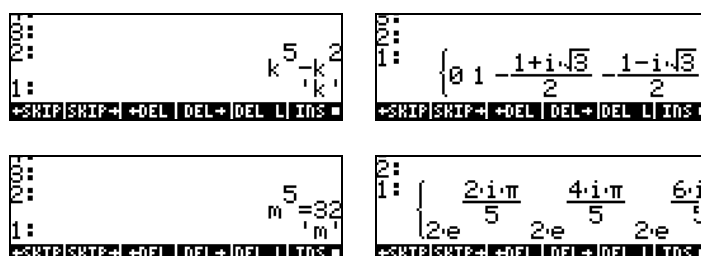 3:
2:
k^5-k^2
1: 'k'
←SKIP SKIP→ ←DEL DEL→ DEL L INS ■
3:
2:
1: {0 1 -(1+i·√3)/2 -(1-i·√3)/2
←SKIP SKIP→ ←DEL DEL→ DEL L INS ■
3:
2:
m^5=32
1: 'm'
←SKIP SKIP→ ←DEL DEL→ DEL L INS ■
2:
1: {2·e^(2·i·π/5) 2·e^(4·i·π/5) 2·e^(6·i
←SKIP SKIP→ ←DEL DEL→ DEL L INS ■